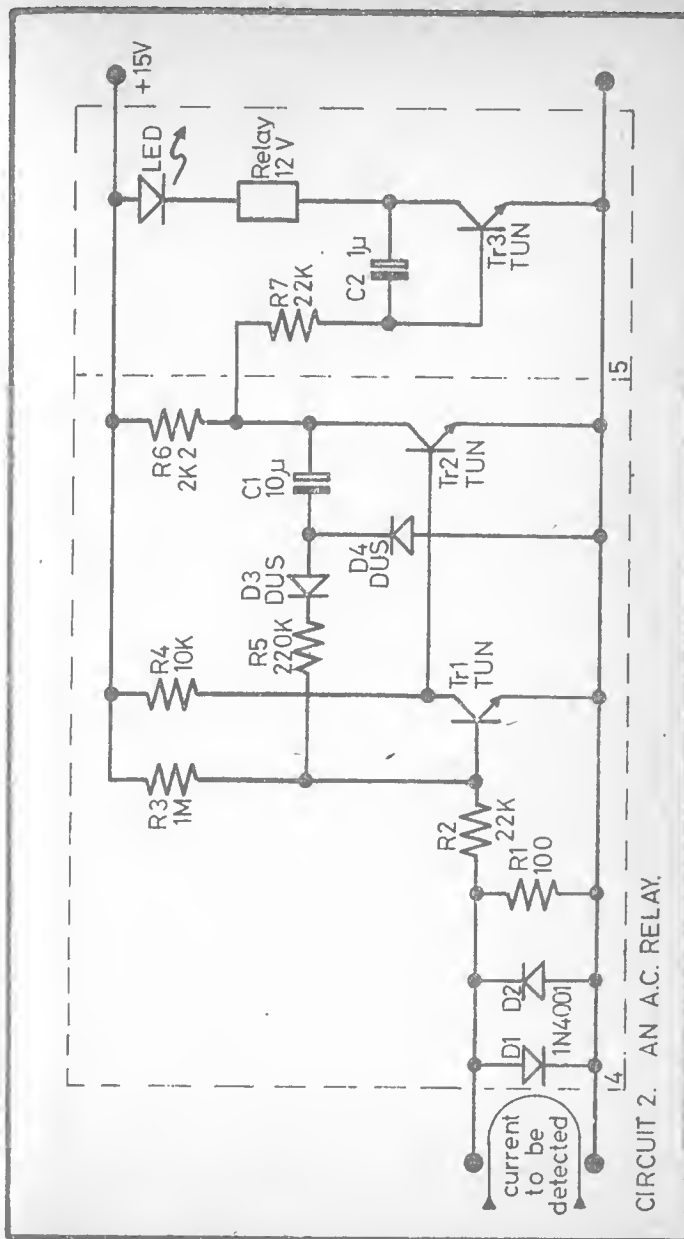 +15V
LED
Relay
12 V
R7
22K
C2 1µ
Tr3
TUN
R6
2K2
C1
10µ
D3
DUS
D4
DUS
Tr2
TUN
5
R4
10K
R5
220K
R3
1M
Tr1
TUN
R2
22K
R1
100
D1
D2
1N4001
4
current
to be
detected
CIRCUIT 2. AN A.C. RELAY.